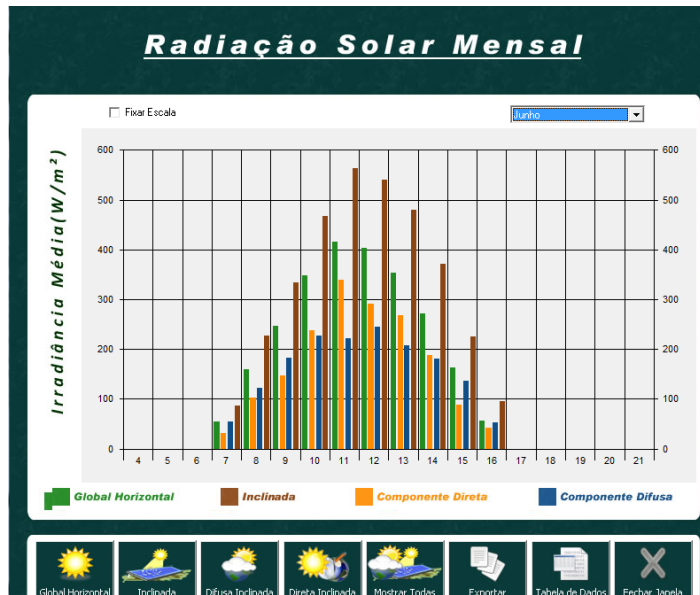 Radiação Solar Mensal
Fixar Escala
Junho
Irradiância Média(W/m²)
600 600
500 500
400 400
300 300
200 200
100 100
0 0
4 5 6 7 8 9 10 11 12 13 14 15 16 17 18 19 20 21
Global Horizontal Inclinada Componente Direta Componente Difusa
Global Horizontal Inclinada Difusa Inclinada Direta Inclinada Mostrar Todas Exportar Tabela de Dados Fechar Janela